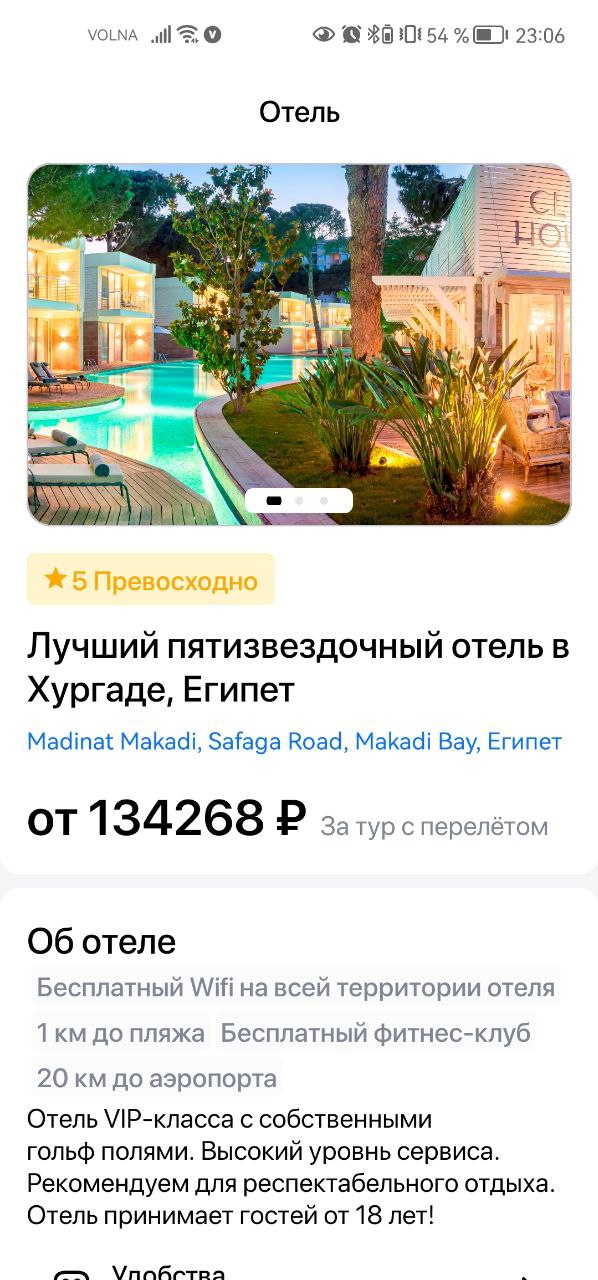 VOLNA 54 % 23:06
Отель
5 Превосходно
Лучший пятизвездочный отель в
Хургаде, Египет
Madinat Makadi, Safaga Road, Makadi Bay, Египет
от 134268 ₽ За тур с перелётом
Об отеле
Бесплатный Wifi на всей территории отеля
1 км до пляжа Бесплатный фитнес-клуб
20 км до аэропорта
Отель VIP-класса с собственными
гольф полями. Высокий уровень сервиса.
Рекомендуем для респектабельного отдыха.
Отель принимает гостей от 18 лет!
Удобства